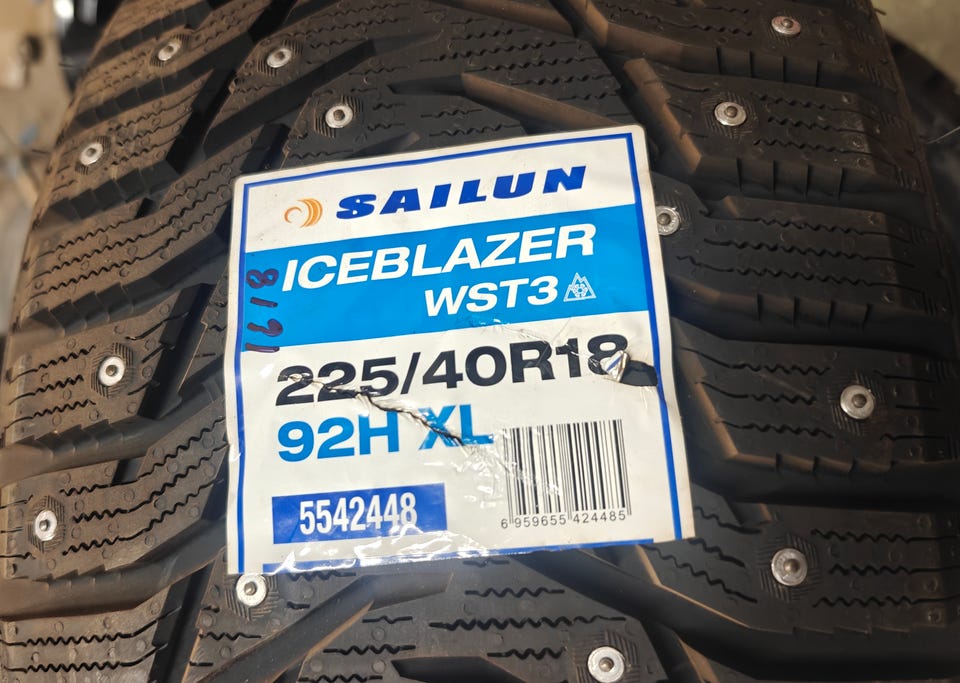 SAILUN
ICEBLAZER
WST3
225/40R18
92H XL
5542448
6 959655 424485